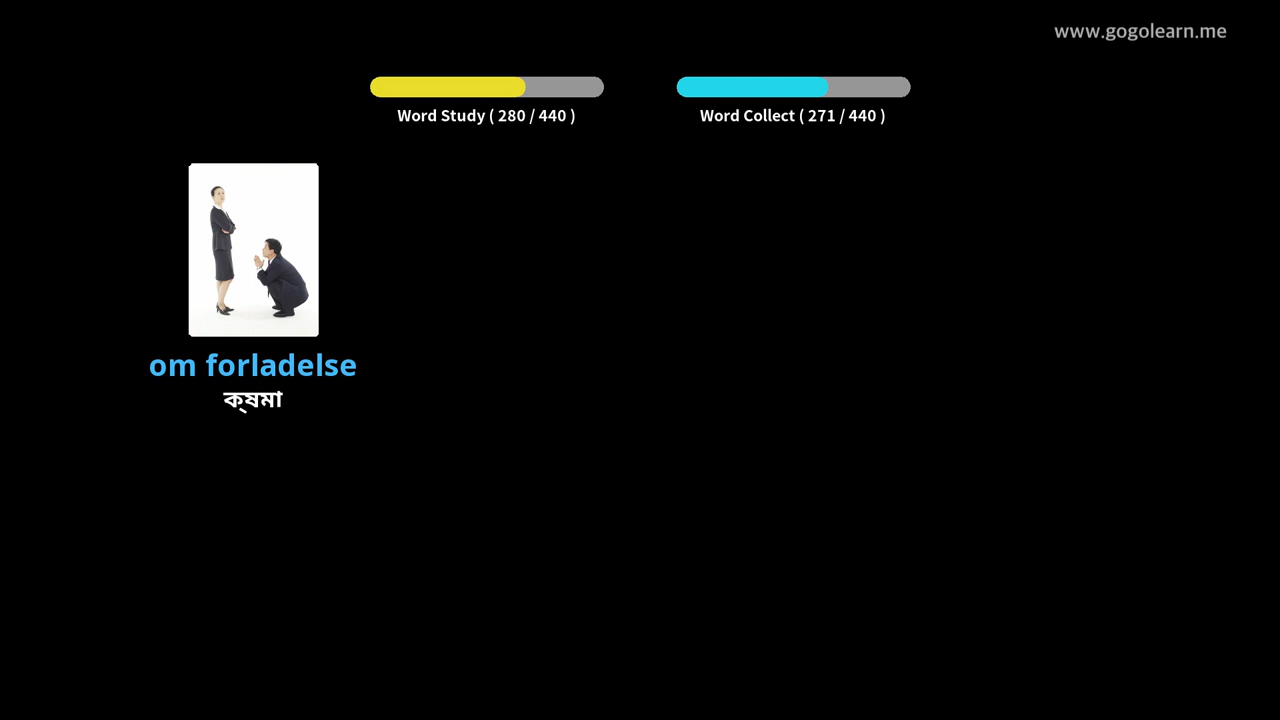 www.gogolearn.me
Word Study ( 280 / 440 )
Word Collect ( 271 / 440 )
om forladelse
ক্ষমা